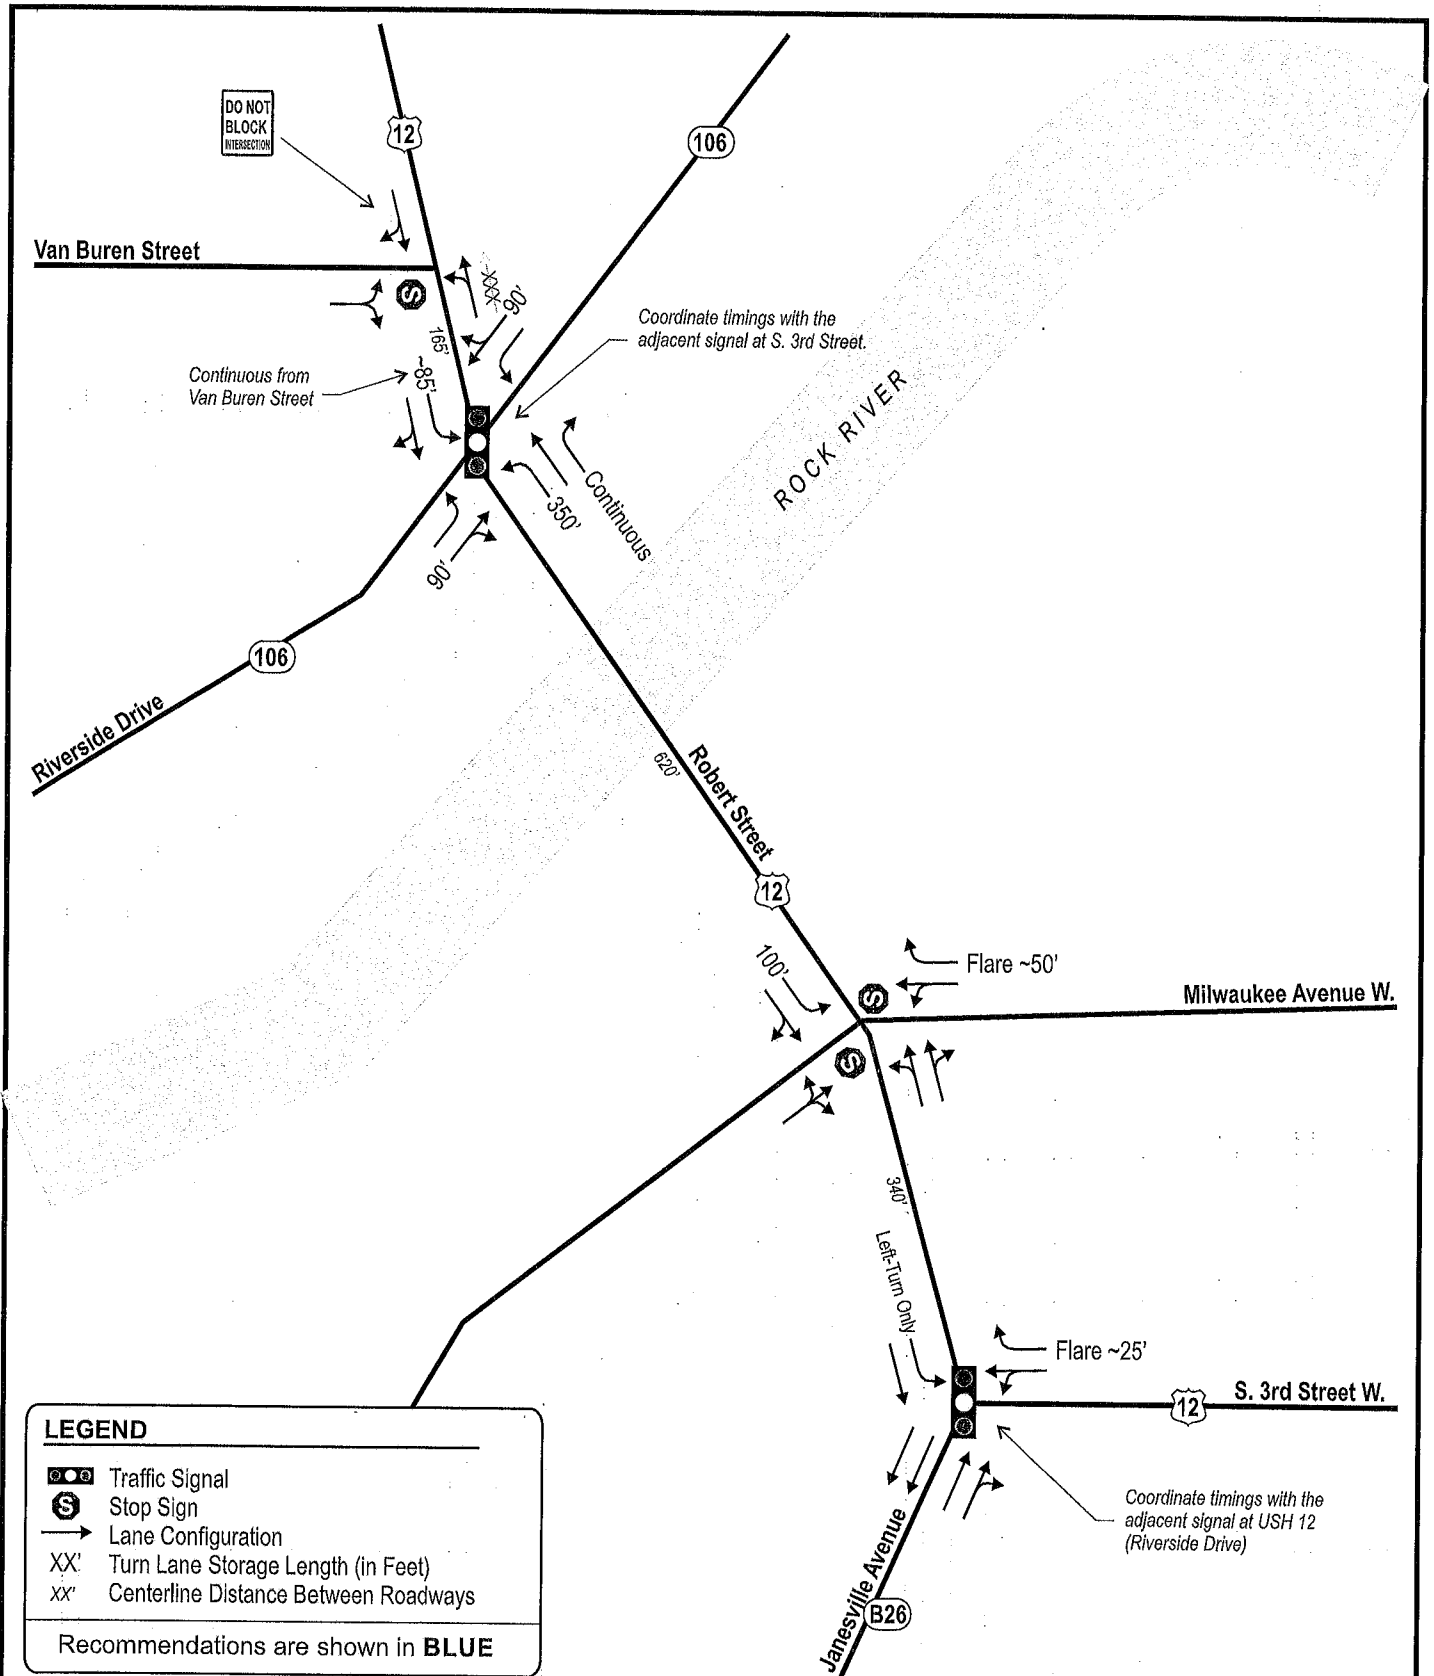 DO NOT
BLOCK
INTERSECTION
12
106
Van Buren Street
S
~XXX~
90'
165'
~85'
Continuous from
Van Buren Street
Coordinate timings with the
adjacent signal at S. 3rd Street.
Continuous
350'
90'
ROCK RIVER
106
Riverside Drive
620'
Robert Street
12
100'
Flare ~50'
S
Milwaukee Avenue W.
S
340'
Left-Turn Only
Flare ~25'
S. 3rd Street W.
12
Coordinate timings with the
adjacent signal at USH 12
(Riverside Drive)
Janesville Avenue
B26
LEGEND
Traffic Signal
S Stop Sign
Lane Configuration
XX' Turn Lane Storage Length (in Feet)
XX' Centerline Distance Between Roadways
Recommendations are shown in BLUE